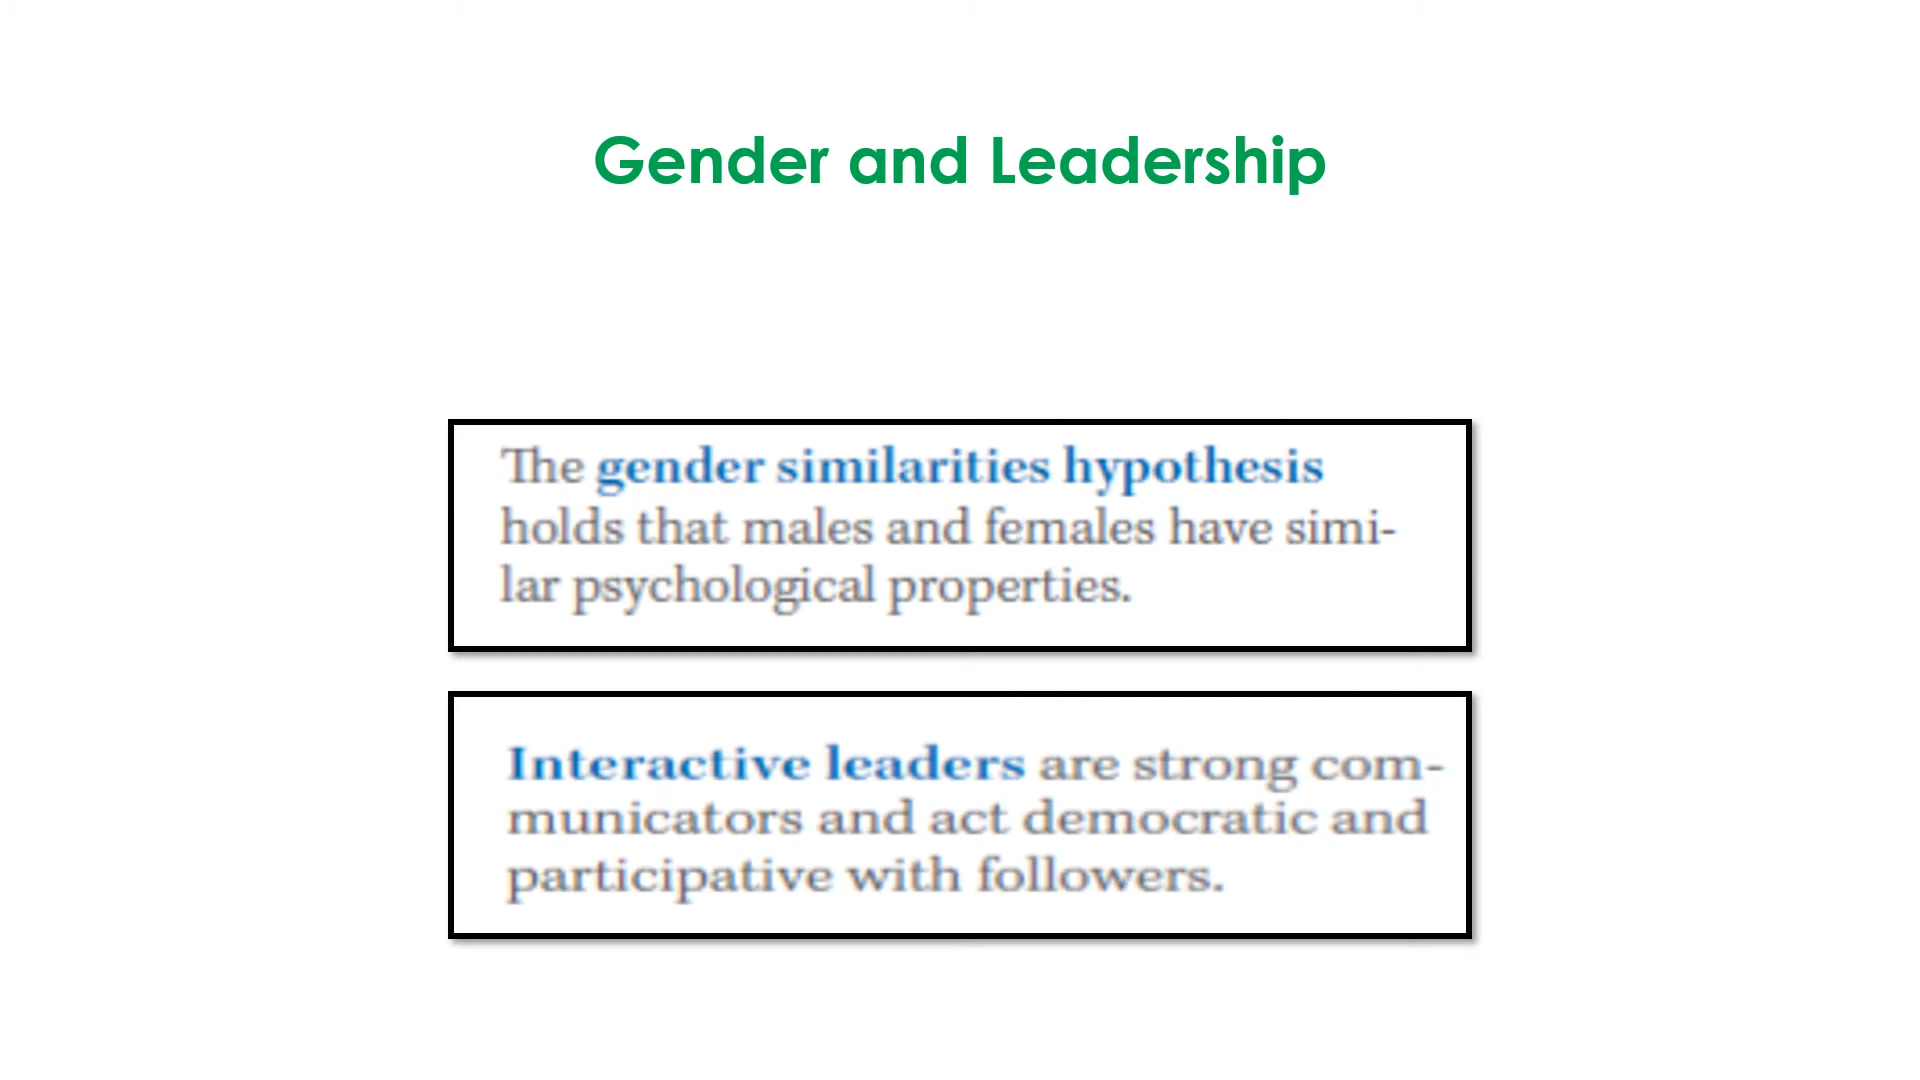 Gender and Leadership
The gender similarities hypothesis
holds that males and females have simi-
lar psychological properties.
Interactive leaders are strong com-
municators and act democratic and
participative with followers.